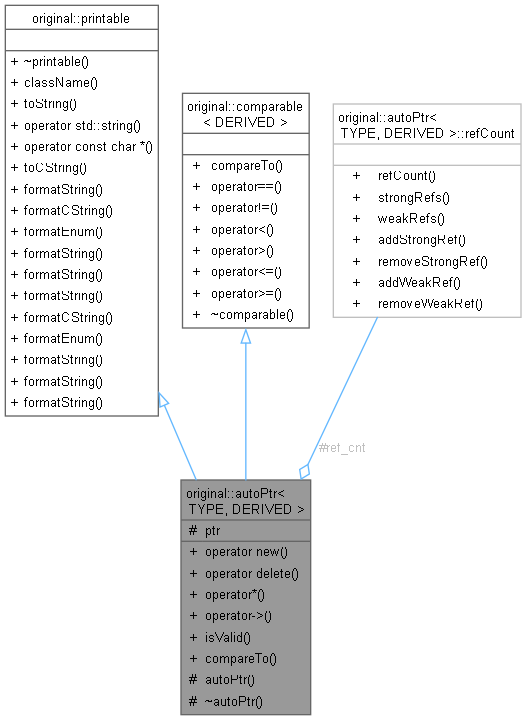 original::printable
+ ~printable()
+ className()
+ toString()
+ operator std::string()
+ operator const char *()
+ toCString()
+ formatString()
+ formatCString()
+ formatEnum()
+ formatString()
+ formatString()
+ formatString()
+ formatCString()
+ formatEnum()
+ formatString()
+ formatString()
+ formatString()
original::comparable
< DERIVED >
+ compareTo()
+ operator==()
+ operator!=()
+ operator<()
+ operator>()
+ operator<=()
+ operator>=()
+ ~comparable()
original::autoPtr<
TYPE, DERIVED >::refCount
+ refCount()
+ strongRefs()
+ weakRefs()
+ addStrongRef()
+ removeStrongRef()
+ addWeakRef()
+ removeWeakRef()
#ref_cnt
original::autoPtr<
TYPE, DERIVED >
# ptr
+ operator new()
+ operator delete()
+ operator*()
+ operator->()
+ isValid()
+ compareTo()
# autoPtr()
# ~autoPtr()